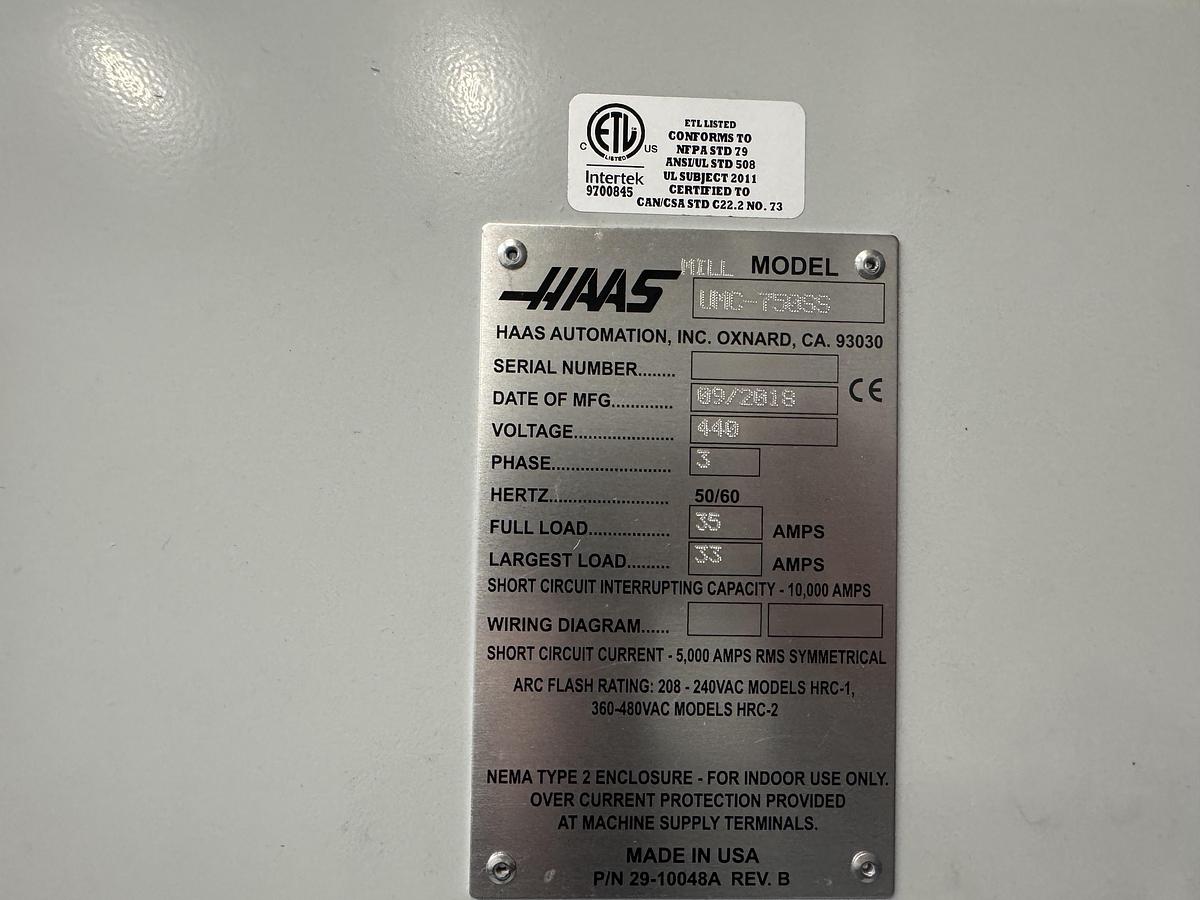 ETL LISTED
CONFORMS TO
NFPA STD 79
ANSI/UL STD 508
UL SUBJECT 2011
CERTIFIED TO
CAN/CSA STD C22.2 NO. 73
C ETL US
LISTED
Intertek
9700845
HAAS
MILL MODEL
UMC-750SS
HAAS AUTOMATION, INC. OXNARD, CA. 93030
SERIAL NUMBER........
DATE OF MFG............. 09/2018 CE
VOLTAGE..................... 440
PHASE......................... 3
HERTZ......................... 50/60
FULL LOAD................. 35 AMPS
LARGEST LOAD......... 33 AMPS
SHORT CIRCUIT INTERRUPTING CAPACITY - 10,000 AMPS
WIRING DIAGRAM......
SHORT CIRCUIT CURRENT - 5,000 AMPS RMS SYMMETRICAL
ARC FLASH RATING: 208 - 240VAC MODELS HRC-1,
360-480VAC MODELS HRC-2
NEMA TYPE 2 ENCLOSURE - FOR INDOOR USE ONLY.
OVER CURRENT PROTECTION PROVIDED
AT MACHINE SUPPLY TERMINALS.
MADE IN USA
P/N 29-10048A REV. B